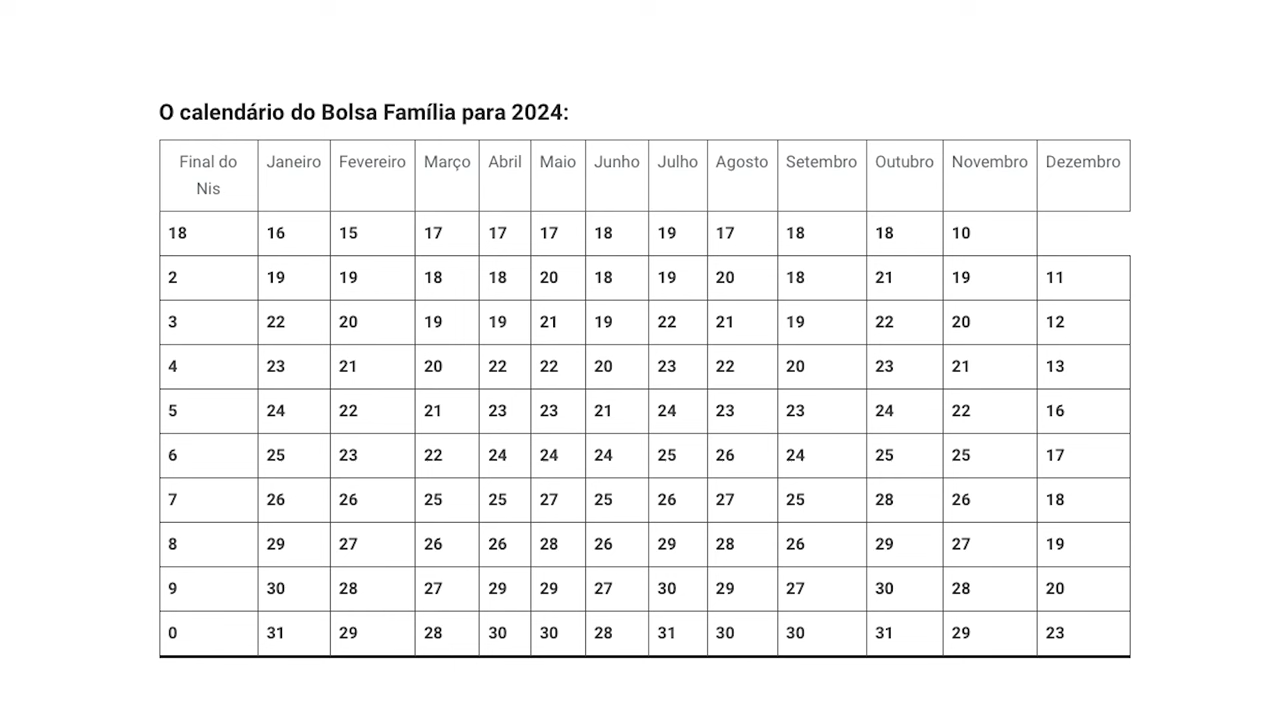 O calendário do Bolsa Família para 2024:
Final do Nis Janeiro Fevereiro Março Abril Maio Junho Julho Agosto Setembro Outubro Novembro Dezembro
18 16 15 17 17 17 18 19 17 18 18 10
2 19 19 18 18 20 18 19 20 18 21 19 11
3 22 20 19 19 21 19 22 21 19 22 20 12
4 23 21 20 22 22 20 23 22 20 23 21 13
5 24 22 21 23 23 21 24 23 23 24 22 16
6 25 23 22 24 24 24 25 26 24 25 25 17
7 26 26 25 25 27 25 26 27 25 28 26 18
8 29 27 26 26 28 26 29 28 26 29 27 19
9 30 28 27 29 29 27 30 29 27 30 28 20
0 31 29 28 30 30 28 31 30 30 31 29 23